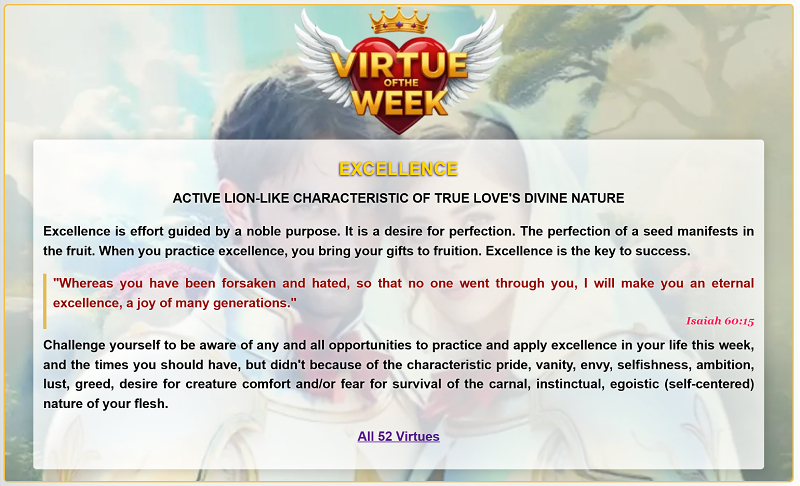 VIRTUE
OF THE
WEEK
EXCELLENCE
ACTIVE LION-LIKE CHARACTERISTIC OF TRUE LOVE'S DIVINE NATURE
Excellence is effort guided by a noble purpose. It is a desire for perfection. The perfection of a seed manifests in
the fruit. When you practice excellence, you bring your gifts to fruition. Excellence is the key to success.
"Whereas you have been forsaken and hated, so that no one went through you, I will make you an eternal
excellence, a joy of many generations."
Isaiah 60:15
Challenge yourself to be aware of any and all opportunities to practice and apply excellence in your life this week,
and the times you should have, but didn't because of the characteristic pride, vanity, envy, selfishness, ambition,
lust, greed, desire for creature comfort and/or fear for survival of the carnal, instinctual, egoistic (self-centered)
nature of your flesh.
All 52 Virtues